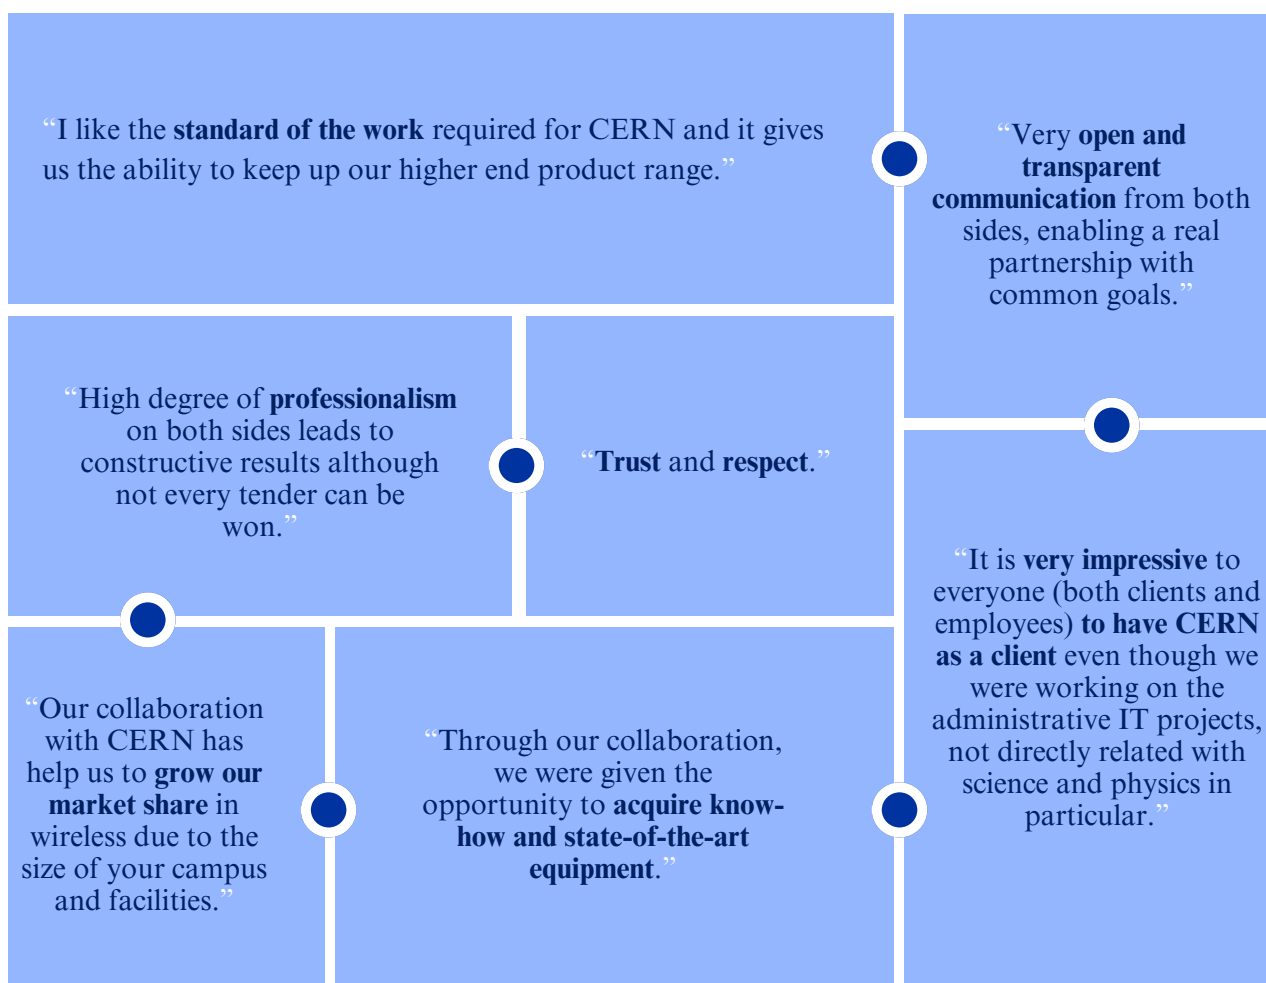 “I like the standard of the work required for CERN and it gives
us the ability to keep up our higher end product range.”
“Very open and
transparent
communication from both
sides, enabling a real
partnership with
common goals.”
“High degree of professionalism
on both sides leads to
constructive results although
not every tender can be
won.”
“Trust and respect.”
“It is very impressive to
everyone (both clients and
employees) to have CERN
as a client even though we
were working on the
administrative IT projects,
not directly related with
science and physics in
particular.”
“Our collaboration
with CERN has
help us to grow our
market share in
wireless due to the
size of your campus
and facilities.”
“Through our collaboration,
we were given the
opportunity to acquire know-
how and state-of-the-art
equipment.”